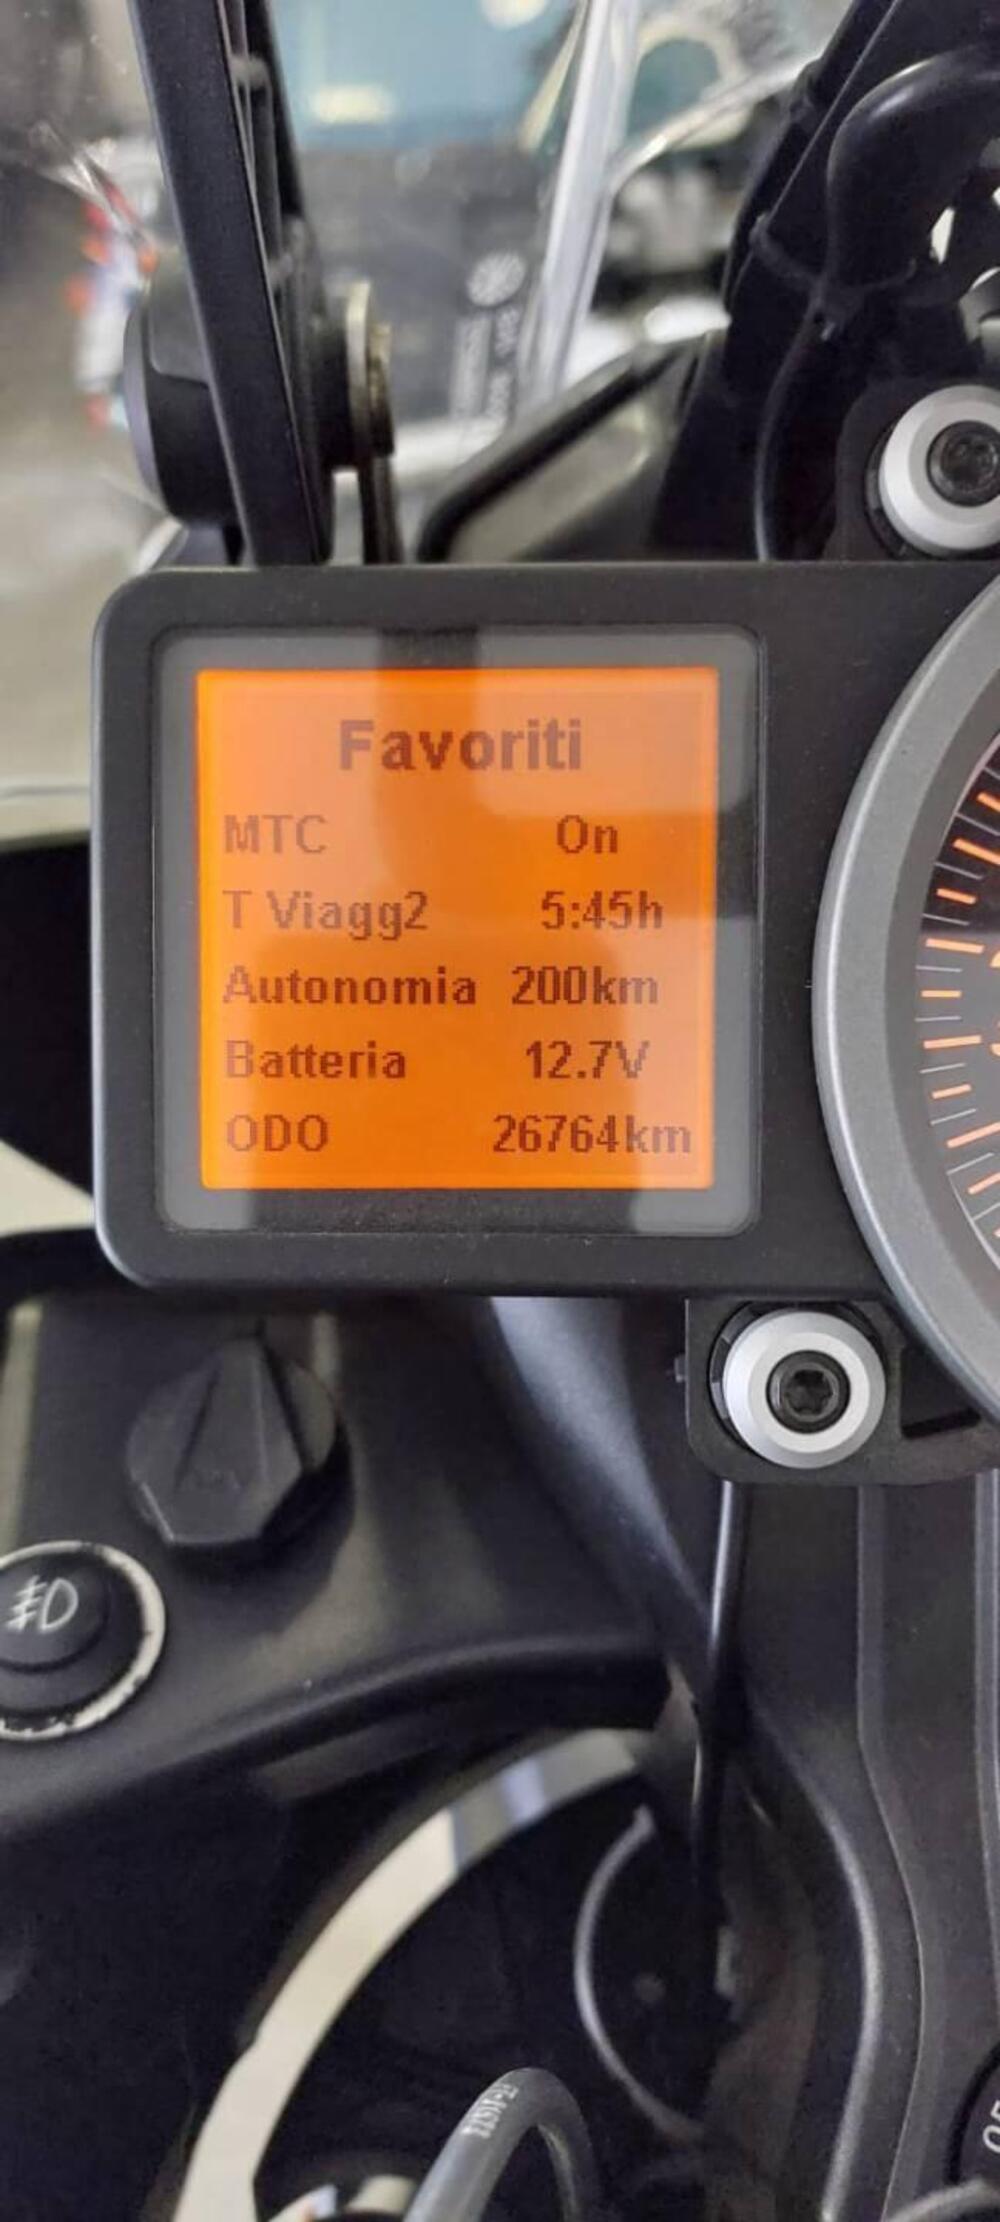 Favoriti
MTC On
T Viagg2 5:45h
Autonomia 200km
Batteria 12.7V
ODO 26764km